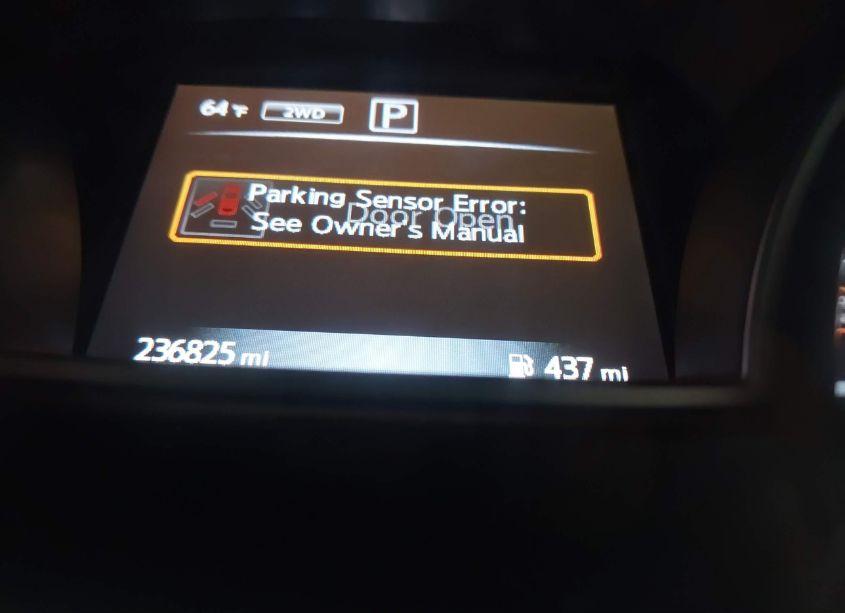 64°F 2WD P
Parking Sensor Error:
Door Open
See Owner's Manual
236825 mi 437 mi